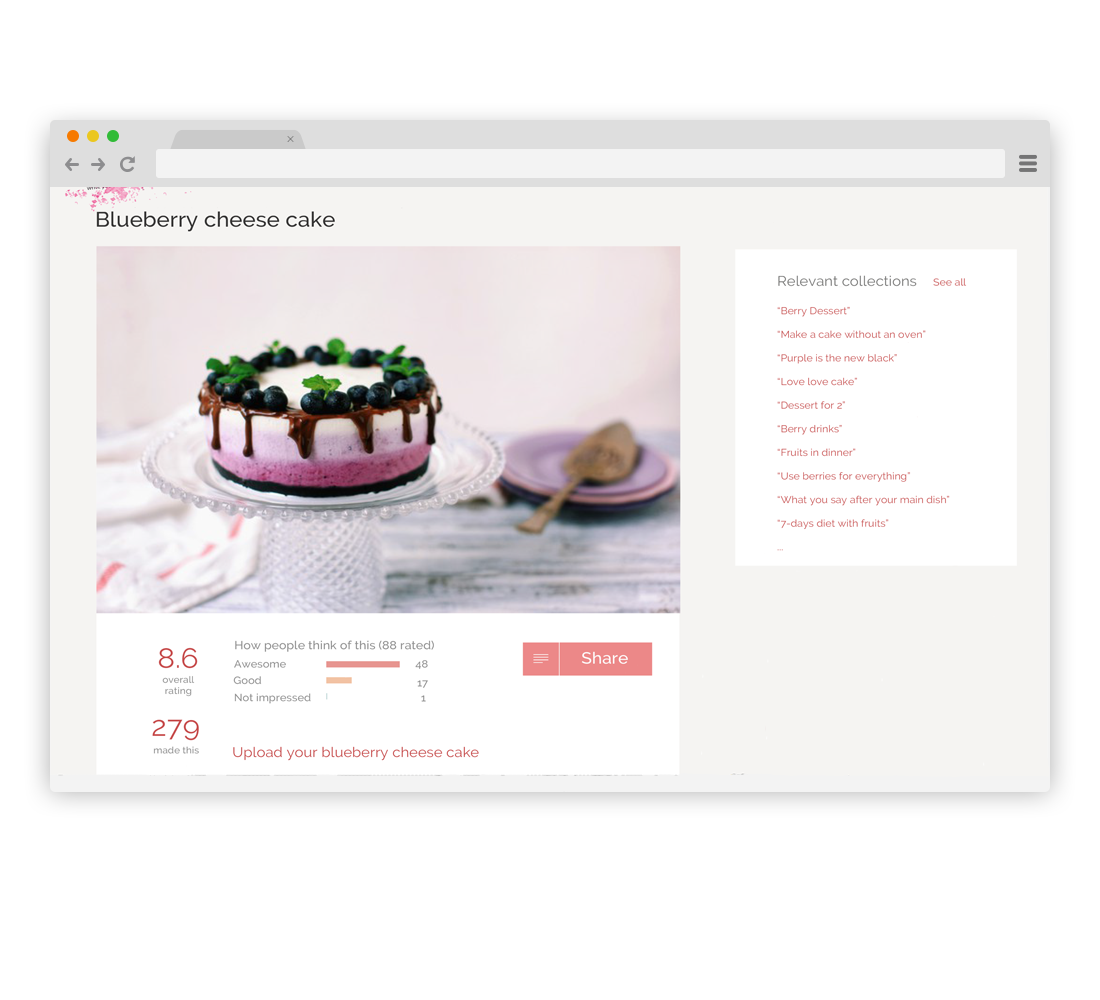 Blueberry cheese cake
Relevant collections See all
“Berry Dessert”
“Make a cake without an oven”
“Purple is the new black”
“Love love cake”
“Dessert for 2”
“Berry drinks”
“Fruits in dinner”
“Use berries for everything”
“What you say after your main dish”
“7-days diet with fruits”
...
8.6
overall
rating
How people think of this (88 rated)
Awesome 48
Good 17
Not impressed 1
Share
279
made this
Upload your blueberry cheese cake